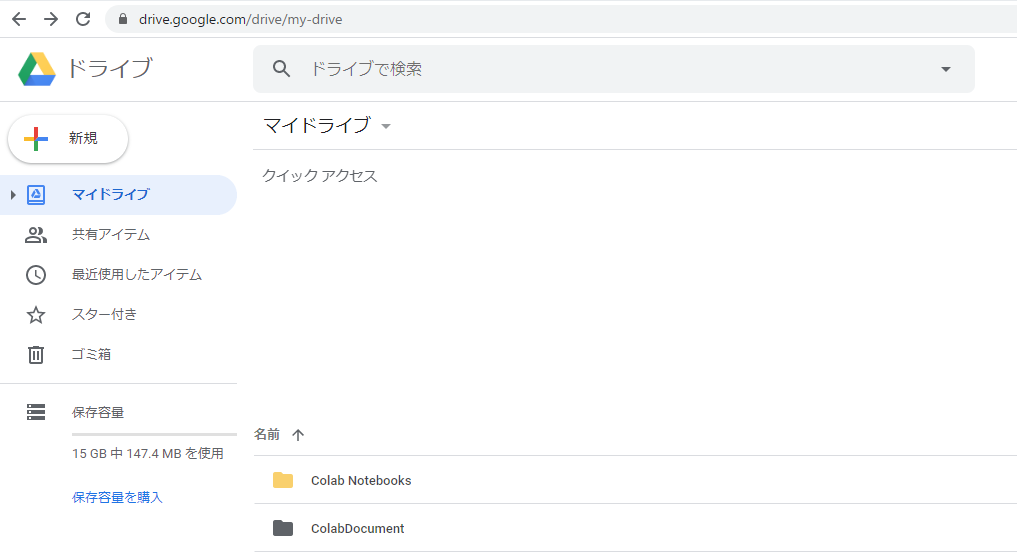 drive.google.com/drive/my-drive
ドライブ
ドライブで検索
新規
マイドライブ
クイック アクセス
マイドライブ
共有アイテム
最近使用したアイテム
スター付き
ゴミ箱
保存容量
15 GB 中 147.4 MB を使用
保存容量を購入
名前
Colab Notebooks
ColabDocument